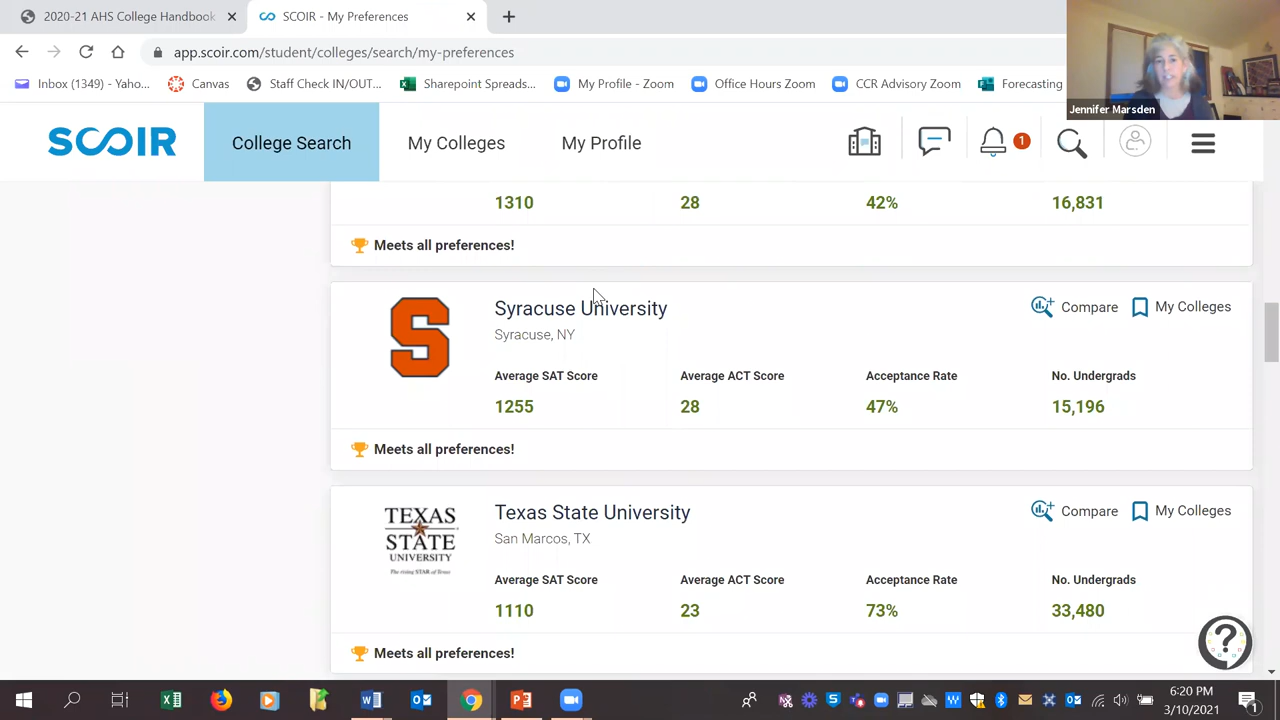 2020-21 AHS College Handbook
SCOIR - My Preferences
app.scoir.com/student/colleges/search/my-preferences
Inbox (1349) - Yaho...
Canvas
Staff Check IN/OUT...
Sharepoint Spreads...
My Profile - Zoom
Office Hours Zoom
CCR Advisory Zoom
Forecasting
Jennifer Marsden
SCOIR
College Search
My Colleges
My Profile
1
1310 28 42% 16,831
Meets all preferences!
S
Syracuse University
Compare
My Colleges
Syracuse, NY
Average SAT Score Average ACT Score Acceptance Rate No. Undergrads
1255 28 47% 15,196
Meets all preferences!
TEXAS
STATE
UNIVERSITY
The rising STAR of Texas
Texas State University
Compare
My Colleges
San Marcos, TX
Average SAT Score Average ACT Score Acceptance Rate No. Undergrads
1110 23 73% 33,480
Meets all preferences!
?
6:20 PM
3/10/2021
1